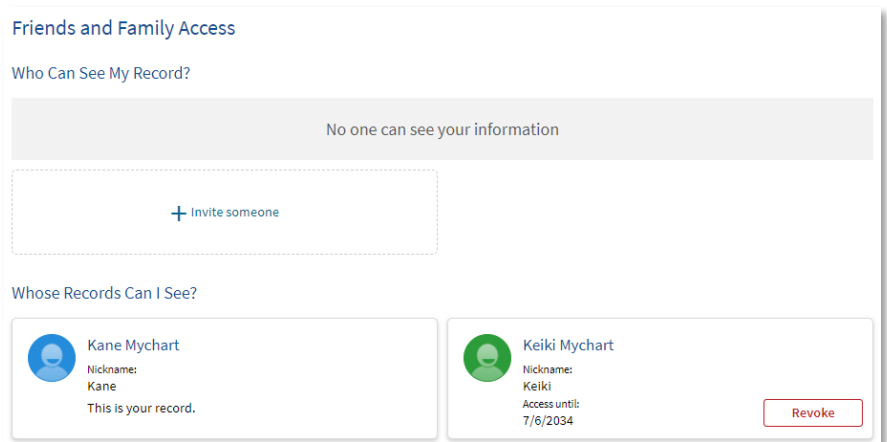 Friends and Family Access
Who Can See My Record?
No one can see your information
+ Invite someone
Whose Records Can I See?
Kane Mychart
Nickname:
Kane
This is your record.
Keiki Mychart
Nickname:
Keiki
Access until:
7/6/2034
Revoke